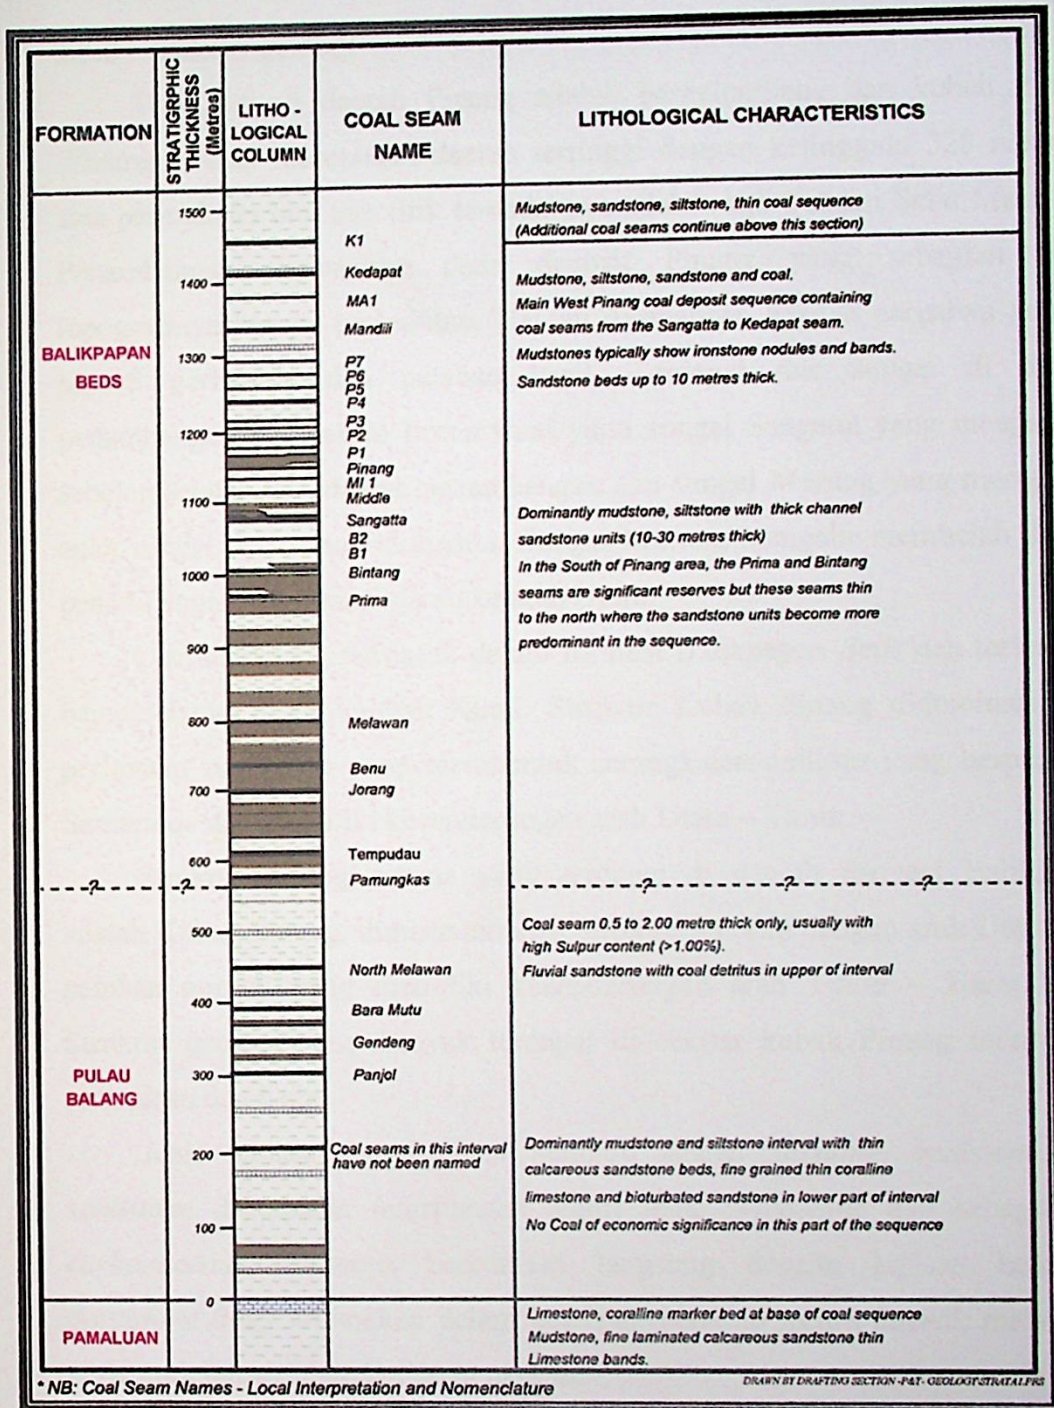 FORMATION
STRATIGRPHIC
THICKNESS
(Metres)
LITHO -
LOGICAL
COLUMN
COAL SEAM
NAME
LITHOLOGICAL CHARACTERISTICS
BALIKPAPAN
BEDS
PULAU
BALANG
PAMALUAN
1500
1400
1300
1200
1100
1000
900
800
700
600
500
400
300
200
100
0
K1
Kedapat
MA1
Mandili
P7
P6
P5
P4
P3
P2
P1
Pinang
MI 1
Middle
Sangatta
B2
B1
Bintang
Prima
Melawan
Benu
Jorang
Tempudau
Pamungkas
North Melawan
Bara Mutu
Gendeng
Panjol
Coal seams in this interval
have not been named
Mudstone, sandstone, siltstone, thin coal sequence
(Additional coal seams continue above this section)
Mudstone, siltstone, sandstone and coal.
Main West Pinang coal deposit sequence containing
coal seams from the Sangatta to Kedapat seam.
Mudstones typically show ironstone nodules and bands.
Sandstone beds up to 10 metres thick.
Dominantly mudstone, siltstone with thick channel
sandstone units (10-30 metres thick)
In the South of Pinang area, the Prima and Bintang
seams are significant reserves but these seams thin
to the north where the sandstone units become more
predominant in the sequence.
? ? ? ? ?
Coal seam 0.5 to 2.00 metre thick only, usually with
high Sulpur content (>1.00%).
Fluvial sandstone with coal detritus in upper of interval
Dominantly mudstone and siltstone interval with thin
calcareous sandstone beds, fine grained thin coralline
limestone and bioturbated sandstone in lower part of interval
No Coal of economic significance in this part of the sequence
Limestone, coralline marker bed at base of coal sequence
Mudstone, fine laminated calcareous sandstone thin
Limestone bands.
* NB: Coal Seam Names - Local Interpretation and Nomenclature
DRAWN BY DRAFTING SECTION -P&T- GEOLOGY\STRATA1.PRS